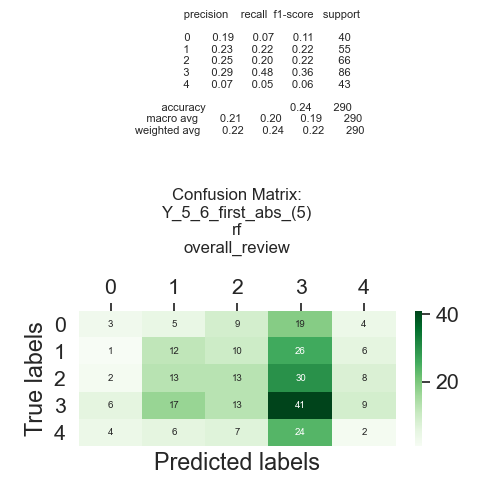 precision recall f1-score support
0 0.19 0.07 0.11 40
1 0.23 0.22 0.22 55
2 0.25 0.20 0.22 66
3 0.29 0.48 0.36 86
4 0.07 0.05 0.06 43
accuracy 0.24 290
macro avg 0.21 0.20 0.19 290
weighted avg 0.22 0.24 0.22 290
Confusion Matrix:
Y_5_6_first_abs_(5)
rf
overall_review
0 1 2 3 4
0 3 5 9 19 4
1 1 12 10 26 6
2 2 13 13 30 8
3 6 17 13 41 9
4 4 6 7 24 2
True labels
Predicted labels
40
20